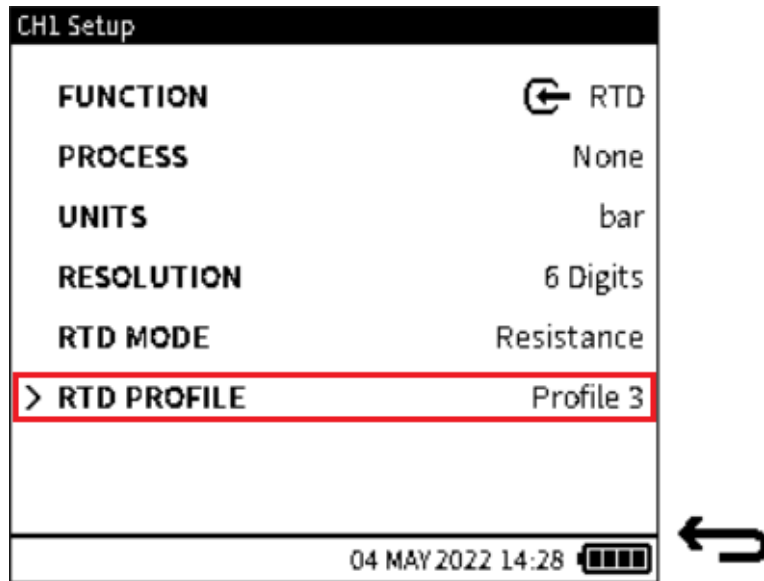 CH1 Setup
FUNCTION RTD
PROCESS None
UNITS bar
RESOLUTION 6 Digits
RTD MODE Resistance
> RTD PROFILE Profile 3
04 MAY 2022 14:28